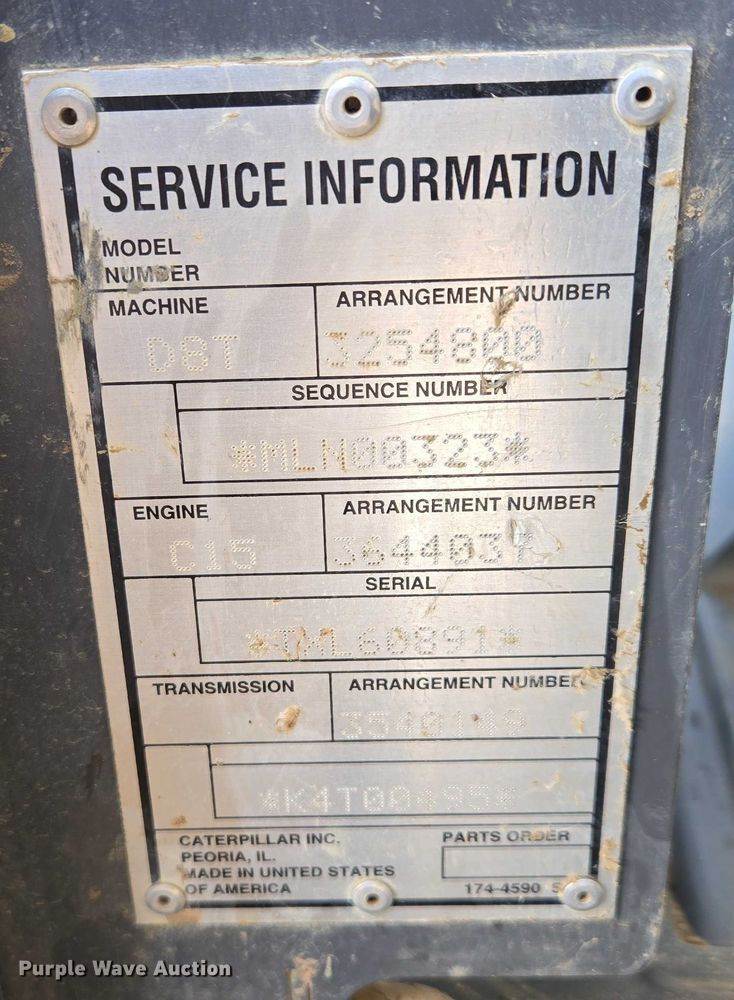 SERVICE INFORMATION
MODEL
NUMBER
MACHINE
ARRANGEMENT NUMBER
D8T
3254800
SEQUENCE NUMBER
*MLN00323*
ENGINE
ARRANGEMENT NUMBER
C15
3644037
SERIAL
TRANSMISSION
ARRANGEMENT NUMBER
CATERPILLAR INC.
PEORIA, IL.
MADE IN UNITED STATES
OF AMERICA
PARTS ORDER
174-4590
Purple Wave Auction